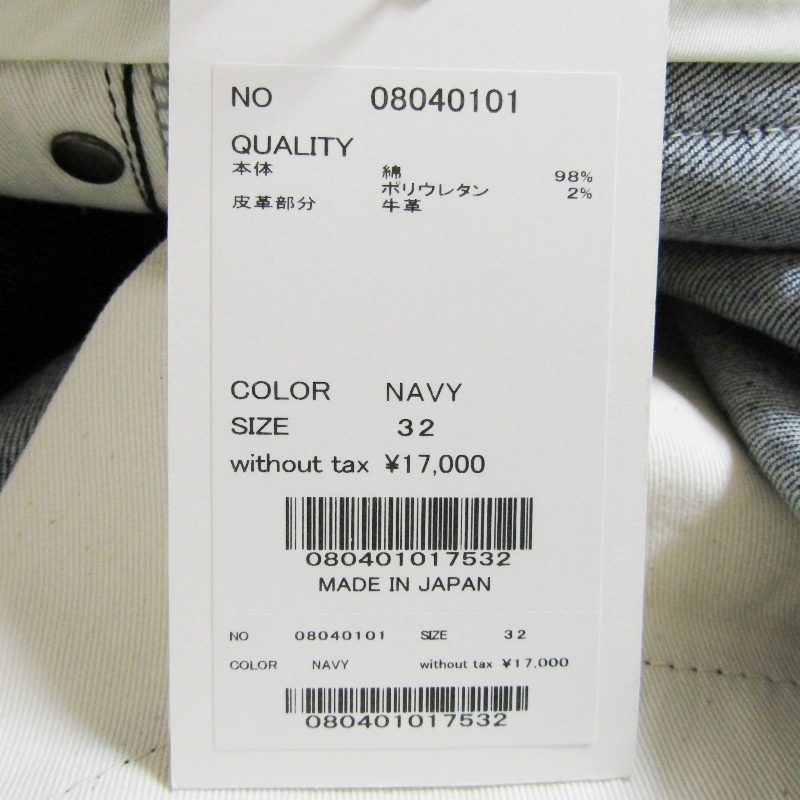 NO 08040101
QUALITY
本体 綿 98%
ポリウレタン 2%
皮革部分 牛革
COLOR NAVY
SIZE 32
without tax ¥17,000
080401017532
MADE IN JAPAN
NO 08040101 SIZE 32
COLOR NAVY without tax ¥17,000
080401017532